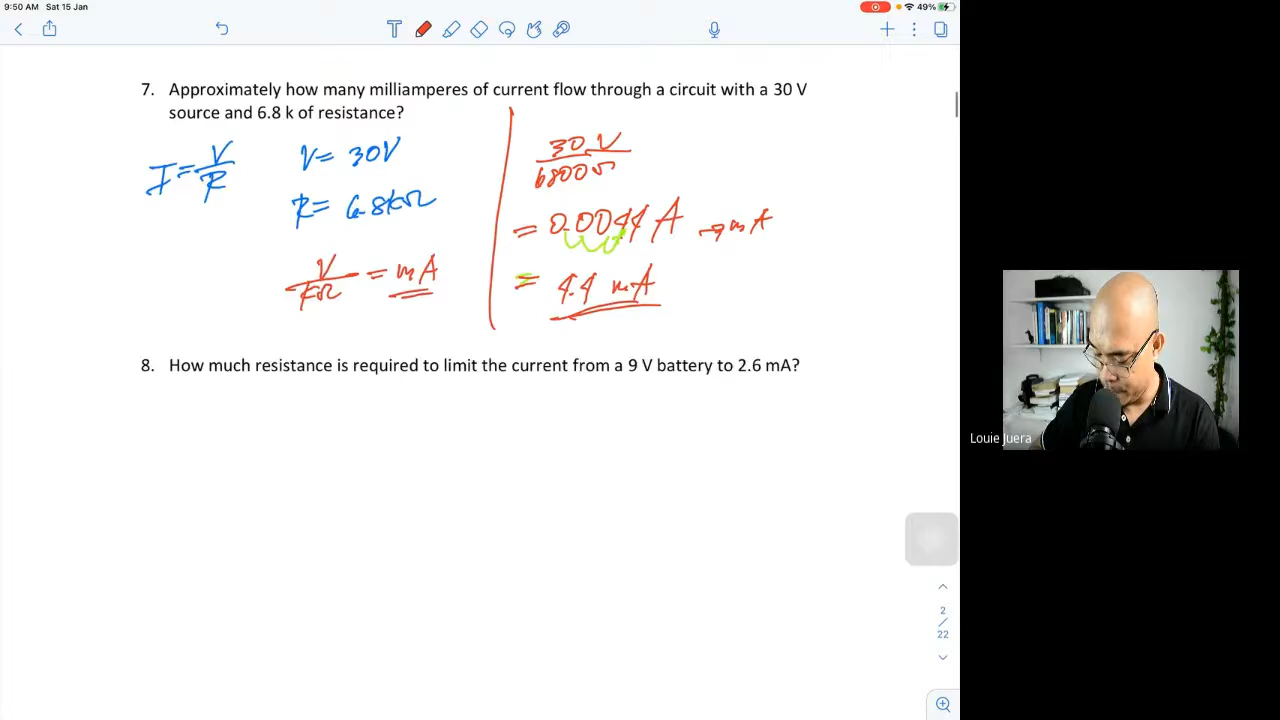 9:50 AM Sat 15 Jan
49%
7. Approximately how many milliamperes of current flow through a circuit with a 30 V
source and 6.8 k of resistance?
I = V/R
V = 30V
R = 6.8kΩ
V/kΩ = mA
30 V/6800Ω
= 0.0044 A → mA
= 4.4 mA
8. How much resistance is required to limit the current from a 9 V battery to 2.6 mA?
Louie Juera
2
/
22